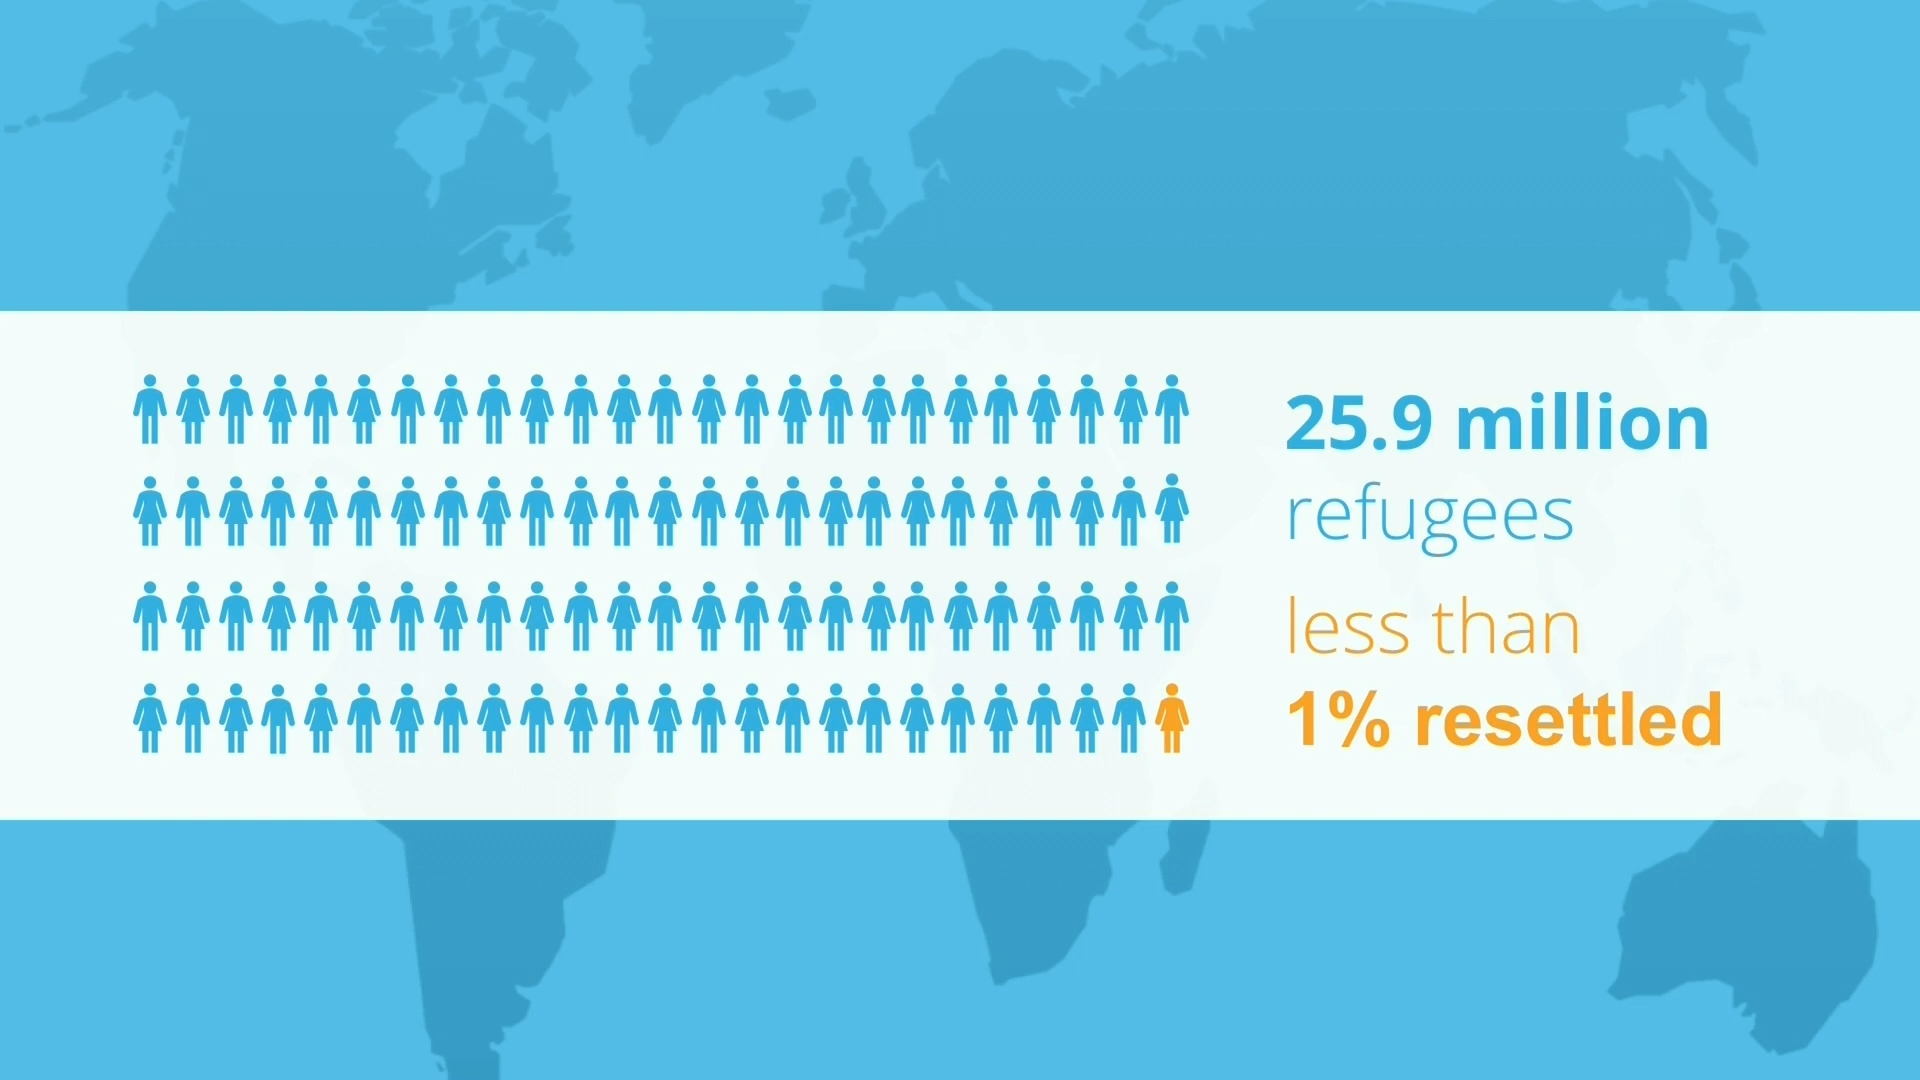 25.9 million
refugees
less than
1% resettled